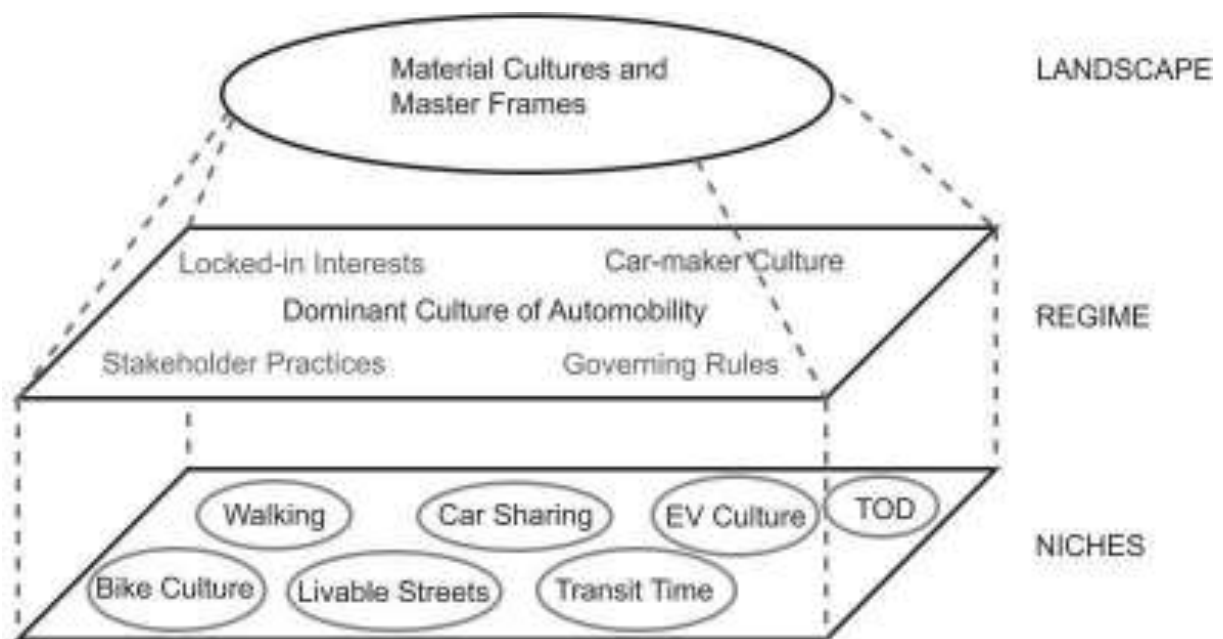 Material Cultures and
Master Frames
LANDSCAPE
Locked-in Interests
Car-maker Culture
Dominant Culture of Automobility
REGIME
Stakeholder Practices
Governing Rules
Walking
Car Sharing
EV Culture
TOD
NICHES
Bike Culture
Livable Streets
Transit Time